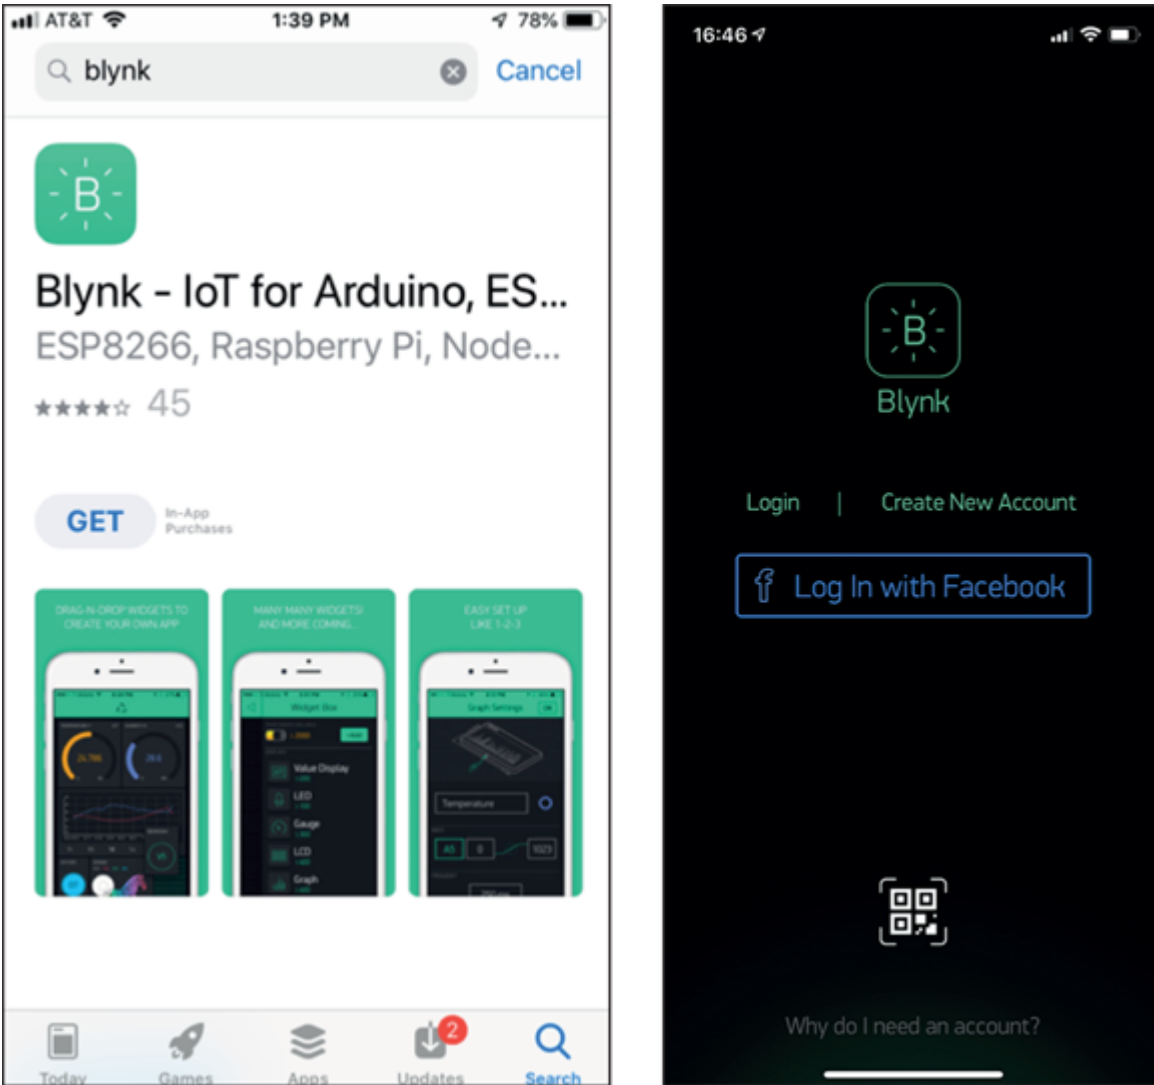 AT&T 1:39 PM 78%
blynk Cancel
B
Blynk - IoT for Arduino, ES...
ESP8266, Raspberry Pi, Node...
45
GET
In-App
Purchases
DRAG-N-DROP WIDGETS TO
CREATE YOUR OWN APP
MANY MANY WIDGETS!
AND MORE COMING...
Widget Box
Value Display
LED
Gauge
LCD
Graph
EASY SET UP
LIKE 1-2-3
Graph Settings
Temperature
A5 0 1023
Today Games Apps Updates 2 Search
16:46
B
Blynk
Login | Create New Account
f Log In with Facebook
Why do I need an account?